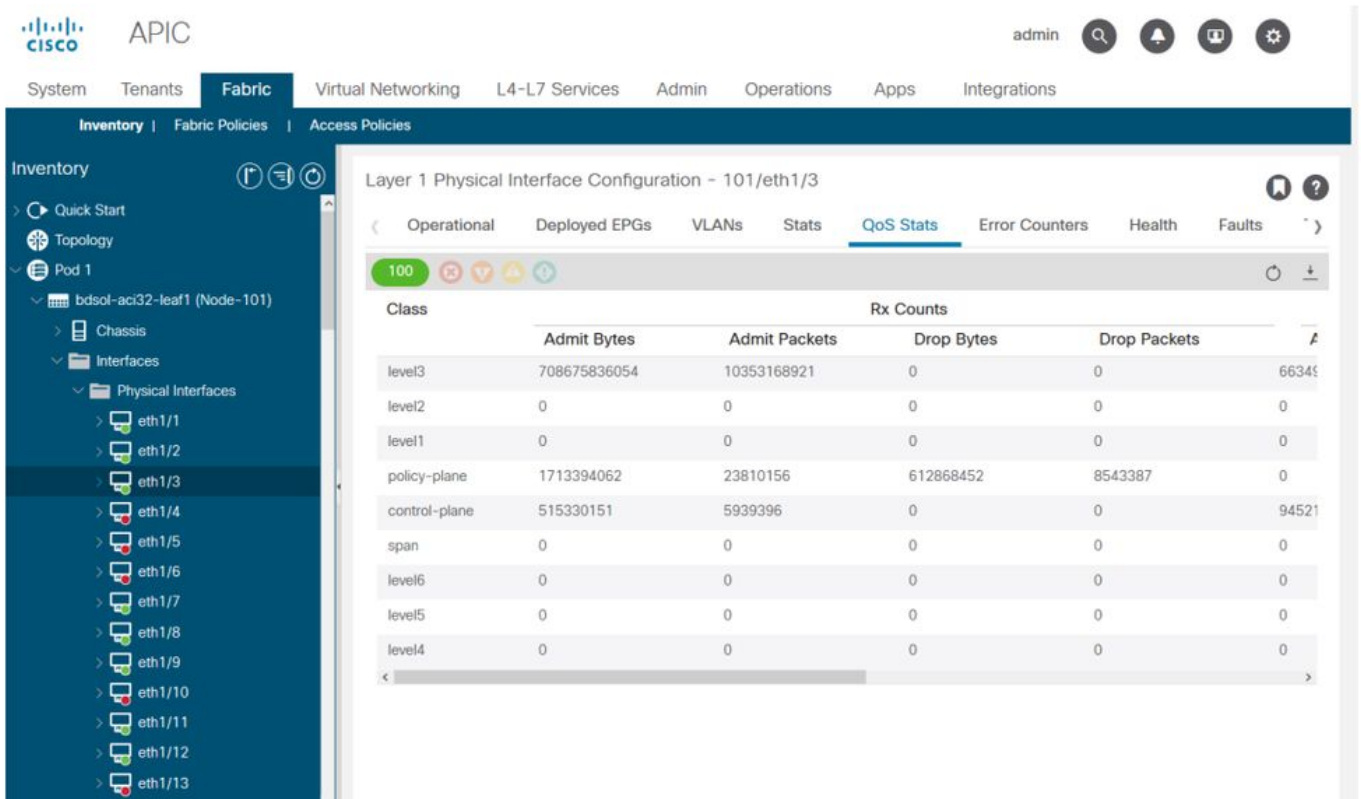 CISCO APIC admin
System Tenants Fabric Virtual Networking L4-L7 Services Admin Operations Apps Integrations
Inventory | Fabric Policies | Access Policies
Inventory
Quick Start
Topology
Pod 1
bdsol-aci32-leaf1 (Node-101)
Chassis
Interfaces
Physical Interfaces
eth1/1
eth1/2
eth1/3
eth1/4
eth1/5
eth1/6
eth1/7
eth1/8
eth1/9
eth1/10
eth1/11
eth1/12
eth1/13
Layer 1 Physical Interface Configuration - 101/eth1/3
Operational Deployed EPGs VLANs Stats QoS Stats Error Counters Health Faults
100
Class Rx Counts
Admit Bytes Admit Packets Drop Bytes Drop Packets
level3 708675836054 10353168921 0 0 66349
level2 0 0 0 0 0
level1 0 0 0 0 0
policy-plane 1713394062 23810156 612868452 8543387 0
control-plane 515330151 5939396 0 0 94521
span 0 0 0 0 0
level6 0 0 0 0 0
level5 0 0 0 0 0
level4 0 0 0 0 0